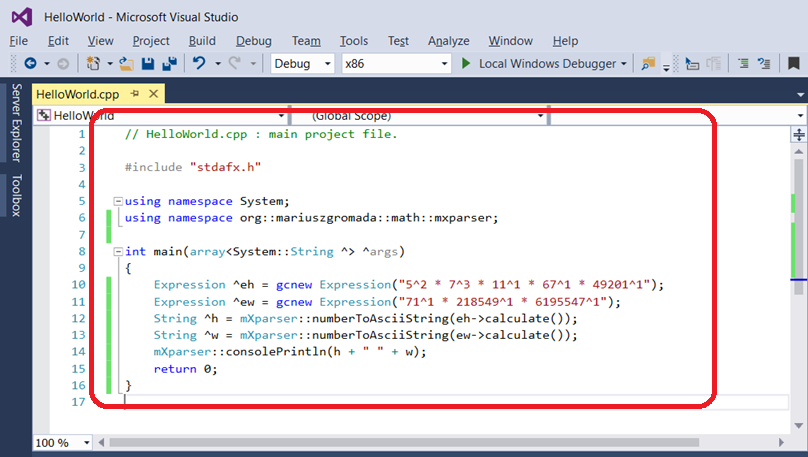 HelloWorld - Microsoft Visual Studio
File Edit View Project Build Debug Team Tools Test Analyze Window Help
Debug x86 Local Windows Debugger
Server Explorer
Toolbox
HelloWorld.cpp
HelloWorld (Global Scope)
1 // HelloWorld.cpp : main project file.
2
3 #include "stdafx.h"
4
5 using namespace System;
6 using namespace org::mariuszgromada::math::mxparser;
7
8 int main(array<System::String ^> ^args)
9 {
10 Expression ^eh = gcnew Expression("5^2 * 7^3 * 11^1 * 67^1 * 49201^1");
11 Expression ^ew = gcnew Expression("71^1 * 218549^1 * 6195547^1");
12 String ^h = mXparser::numberToAsciiString(eh->calculate());
13 String ^w = mXparser::numberToAsciiString(ew->calculate());
14 mXparser::consolePrintln(h + " " + w);
15 return 0;
16 }
17
100 %